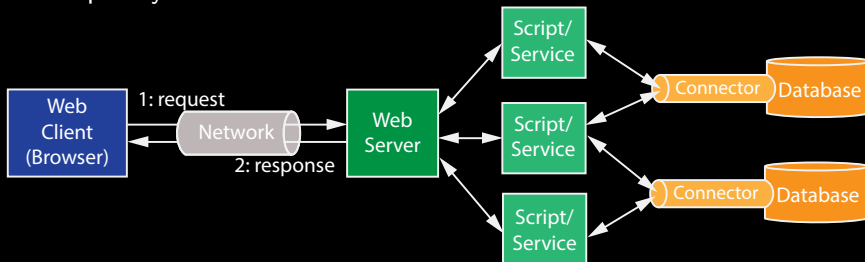 Web
Client
(Browser)
1: request
Network
2: response
Web
Server
Script/
Service
Script/
Service
Script/
Service
Connector
Database
Connector
Database